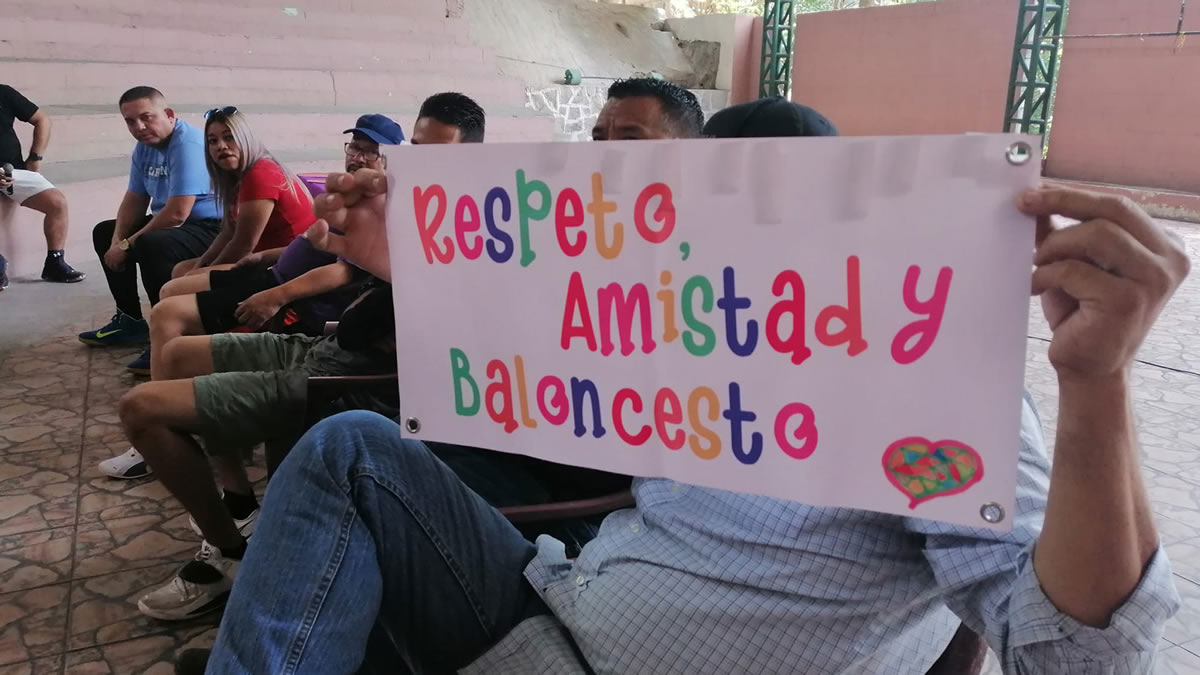 Respeto,
Amistad y
Baloncesto